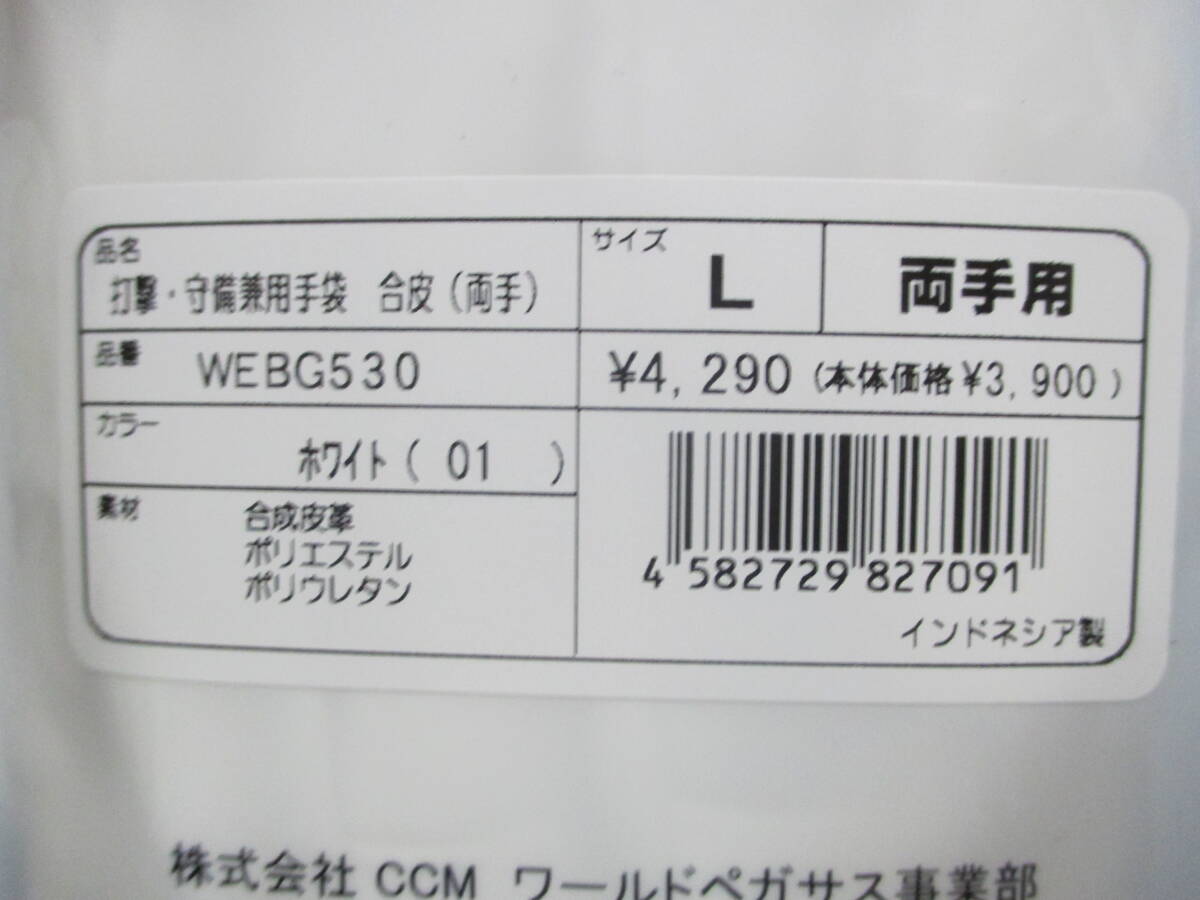 品名
打撃・守備兼用手袋 合皮(両手)
サイズ
L
両手用
品番
WEBG530
¥4,290 (本体価格¥3,900 )
カラー
ホワイト( 01 )
素材
合成皮革
ポリエステル
ポリウレタン
4 582729 827091
インドネシア製
株式会社 CCM ワールドペガサス事業部